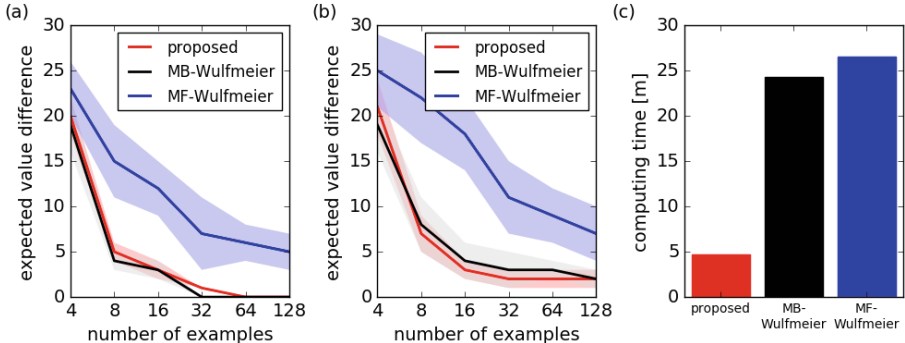 (a)
expected value difference
30
25
20
15
10
5
0
proposed
MB-Wulfmeier
MF-Wulfmeier
4 8 16 32 64 128
number of examples
(b)
expected value difference
30
25
20
15
10
5
0
proposed
MB-Wulfmeier
MF-Wulfmeier
4 8 16 32 64 128
number of examples
(c)
computing time [m]
30
25
20
15
10
5
0
proposed
MB-
Wulfmeier
MF-
Wulfmeier